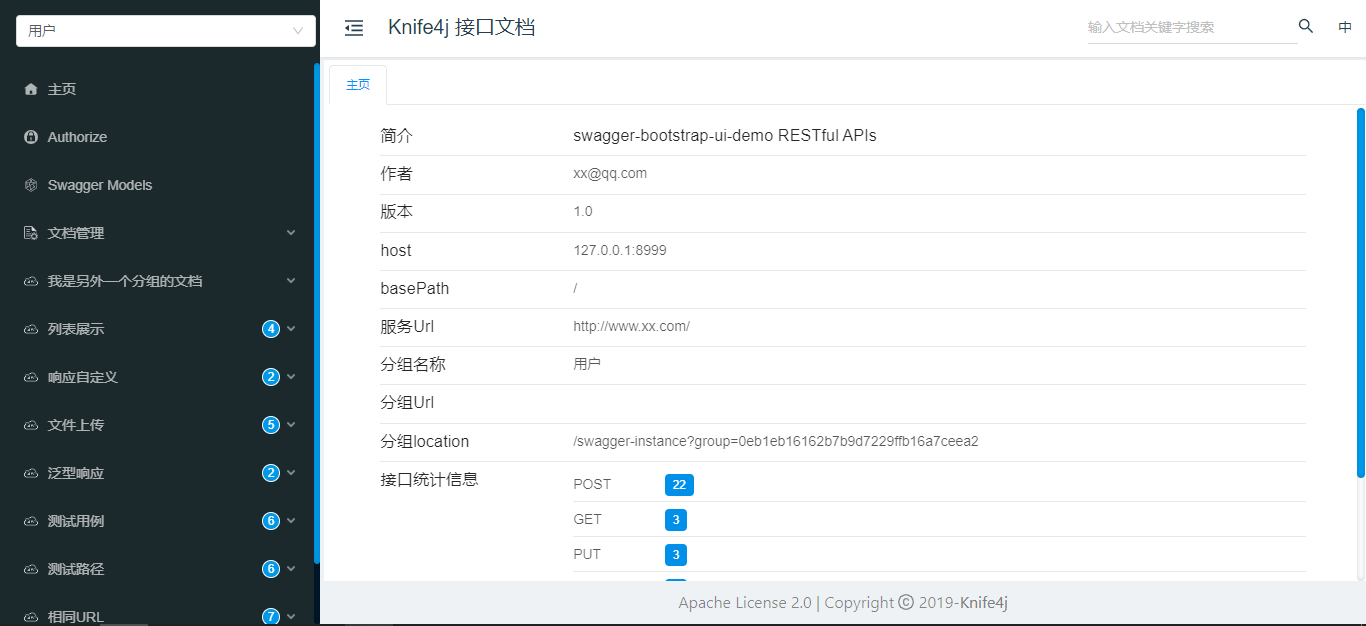 用户
主页
Authorize
Swagger Models
文档管理
我是另外一个分组的文档
列表展示 4
响应自定义 2
文件上传 5
泛型响应 2
测试用例 6
测试路径 6
相同URL 7
Knife4j 接口文档
输入文档关键字搜索 中
主页
简介 swagger-bootstrap-ui-demo RESTful APIs
作者 xx@qq.com
版本 1.0
host 127.0.0.1:8999
basePath /
服务Url http://www.xx.com/
分组名称 用户
分组Url
分组location /swagger-instance?group=0eb1eb16162b7b9d7229ffb16a7ceea2
接口统计信息 POST 22
GET 3
PUT 3
Apache License 2.0 | Copyright © 2019-Knife4j